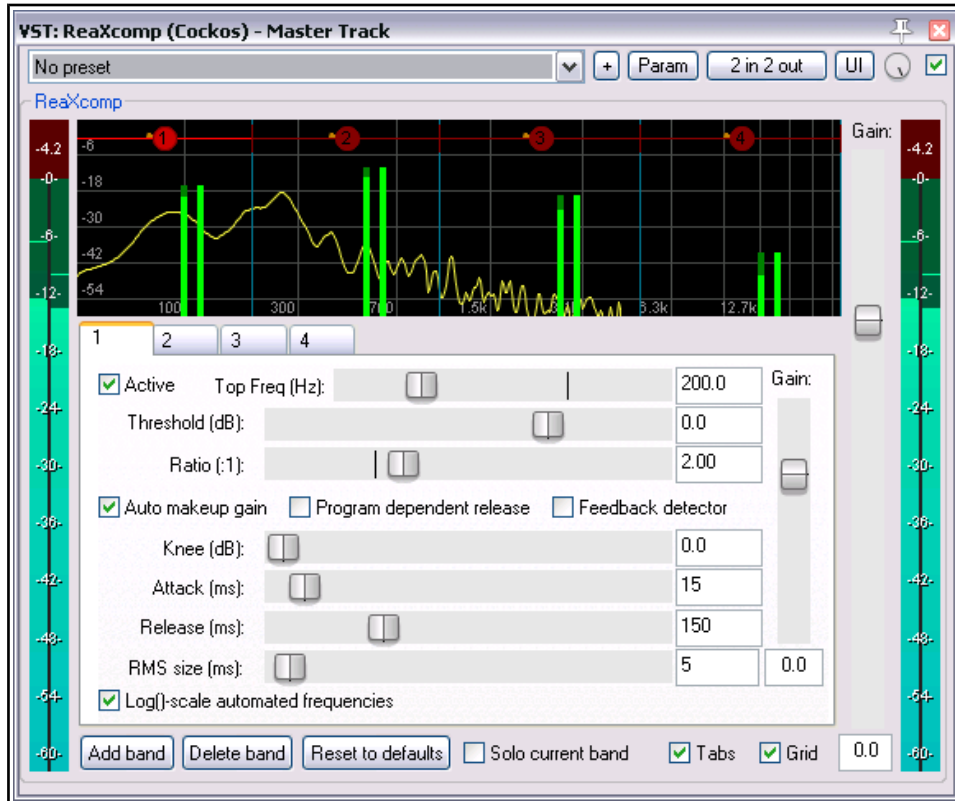 VST: ReaXcomp (Cockos) - Master Track
No preset + Param 2 in 2 out UI
ReaXcomp
Gain:
1 2 3 4
-6
-18
-30
-42
-54
100 300 700 1.5k 6.3k 12.7k
-4.2
-0-
-6-
-12-
-18-
-24-
-30-
-36-
-42-
-48-
-54-
-60-
-4.2
-0-
-6-
-12-
-18-
-24-
-30-
-36-
-42-
-48-
-54-
-60-
1 2 3 4
Active Top Freq (Hz): 200.0 Gain:
Threshold (dB): 0.0
Ratio (:1): 2.00
Auto makeup gain Program dependent release Feedback detector
Knee (dB): 0.0
Attack (ms): 15
Release (ms): 150
RMS size (ms): 5 0.0
Log()-scale automated frequencies
Add band Delete band Reset to defaults Solo current band Tabs Grid 0.0